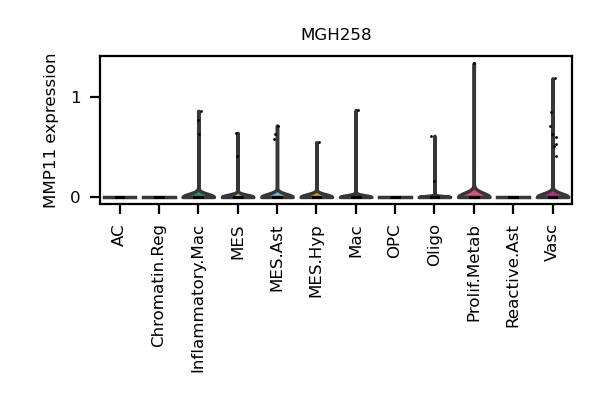 MGH258
MMP11 expression
1
0
AC
Chromatin.Reg
Inflammatory.Mac
MES
MES.Ast
MES.Hyp
Mac
OPC
Oligo
Prolif.Metab
Reactive.Ast
Vasc